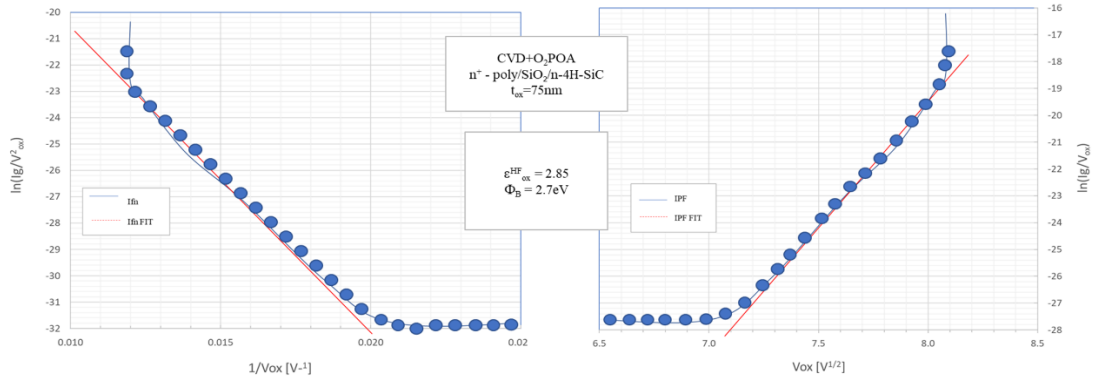 -20
-21
-22
-23
-24
-25
-26
-27
-28
-29
-30
-31
-32
ln(Ig/V²ₒₓ)
0.010
0.015
0.020
0.02
1/Vox [V⁻¹]
Ifn
Ifn FIT
CVD+O₂POA
n⁺ - poly/SiO₂/n-4H-SiC
tₒₓ=75nm
εᴴᶠₒₓ = 2.85
Φ_B = 2.7eV
IPF
IPF FIT
-16
-17
-18
-19
-20
-21
-22
-23
-24
-25
-26
-27
-28
ln(Ig/Vₒₓ)
6.5
7.0
7.5
8.0
8.5
Vox [V^1/2]